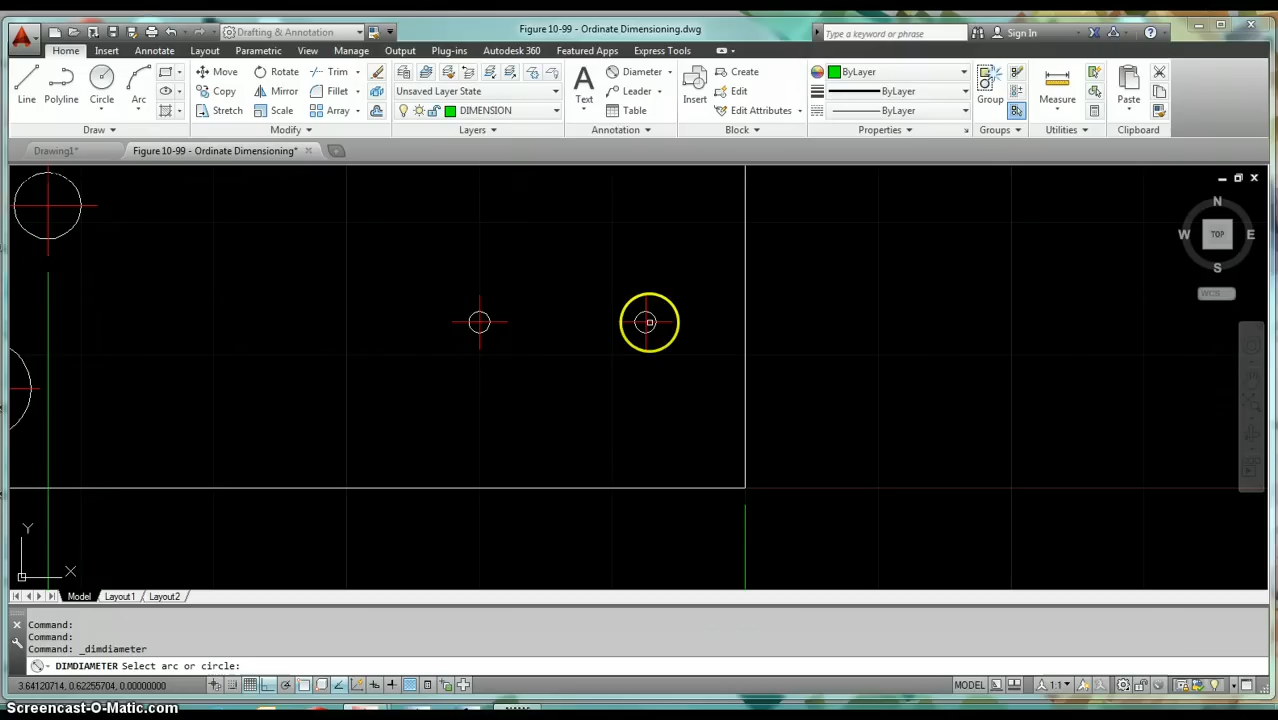 Drafting & Annotation
Figure 10-99 - Ordinate Dimensioning.dwg
Type a keyword or phrase
Sign In
Home Insert Annotate Layout Parametric View Manage Output Plug-ins Autodesk 360 Featured Apps Express Tools
Line Polyline Circle Arc
Move Rotate Trim
Copy Mirror Fillet
Stretch Scale Array
Unsaved Layer State
DIMENSION
Text
Diameter
Leader
Table
Insert
Create
Edit
Edit Attributes
ByLayer
ByLayer
ByLayer
Group
Measure
Paste
Draw Modify Layers Annotation Block Properties Groups Utilities Clipboard
Drawing1* Figure 10-99 - Ordinate Dimensioning*
N
W TOP E
S
WCS
Y
X
Model Layout1 Layout2
Command:
Command:
Command: _dimdiameter
DIMDIAMETER Select arc or circle:
3.64120714, 0.62255704, 0.00000000
MODEL
1:1
Screencast-O-Matic.com